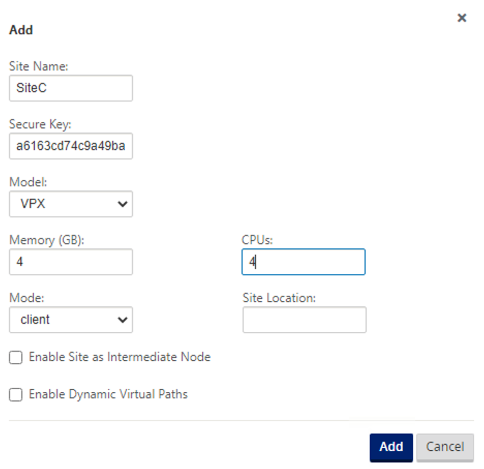 Add
Site Name:
SiteC
Secure Key:
a6163cd74c9a49ba
Model:
VPX
Memory (GB):
CPUs:
4
4
Mode:
Site Location:
client
Enable Site as Intermediate Node
Enable Dynamic Virtual Paths
Add
Cancel